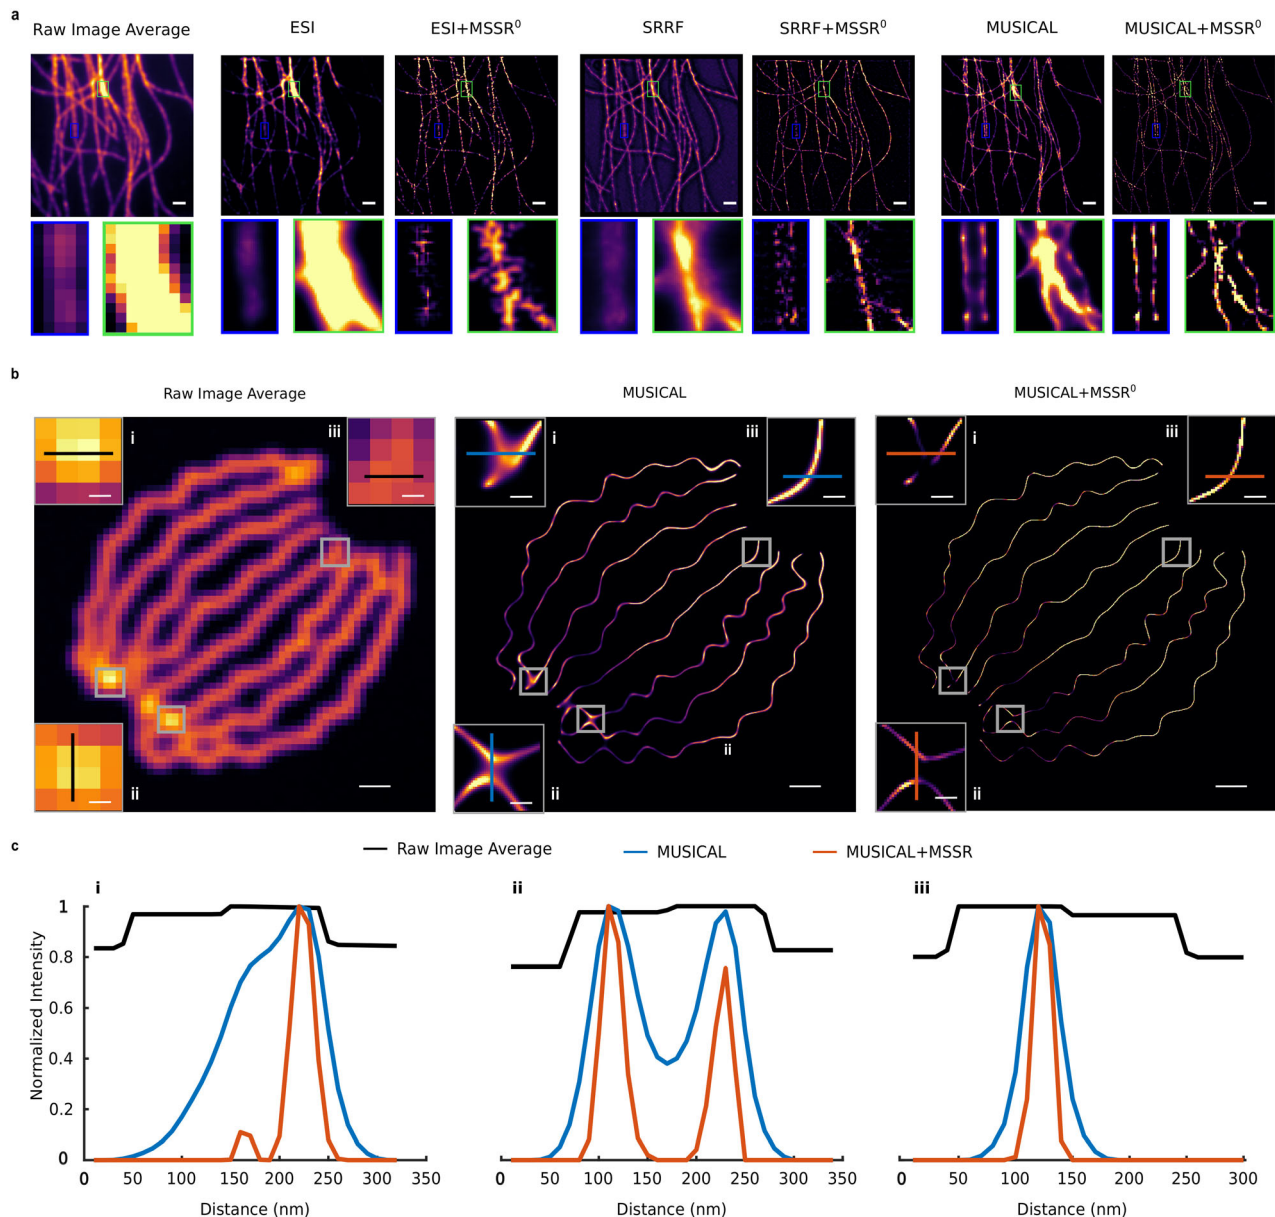 a
Raw Image Average
ESI
ESI+MSSR⁰
SRRF
SRRF+MSSR⁰
MUSICAL
MUSICAL+MSSR⁰
b
Raw Image Average
MUSICAL
MUSICAL+MSSR⁰
i
iii
i
iii
i
iii
ii
ii
ii
ii
c
Raw Image Average
MUSICAL
MUSICAL+MSSR
i
ii
iii
Normalized Intensity
1
0.8
0.6
0.4
0.2
0
0 50 100 150 200 250 300 350
Distance (nm)
0 50 100 150 200 250 300 350
Distance (nm)
0 50 100 150 200 250 300
Distance (nm)